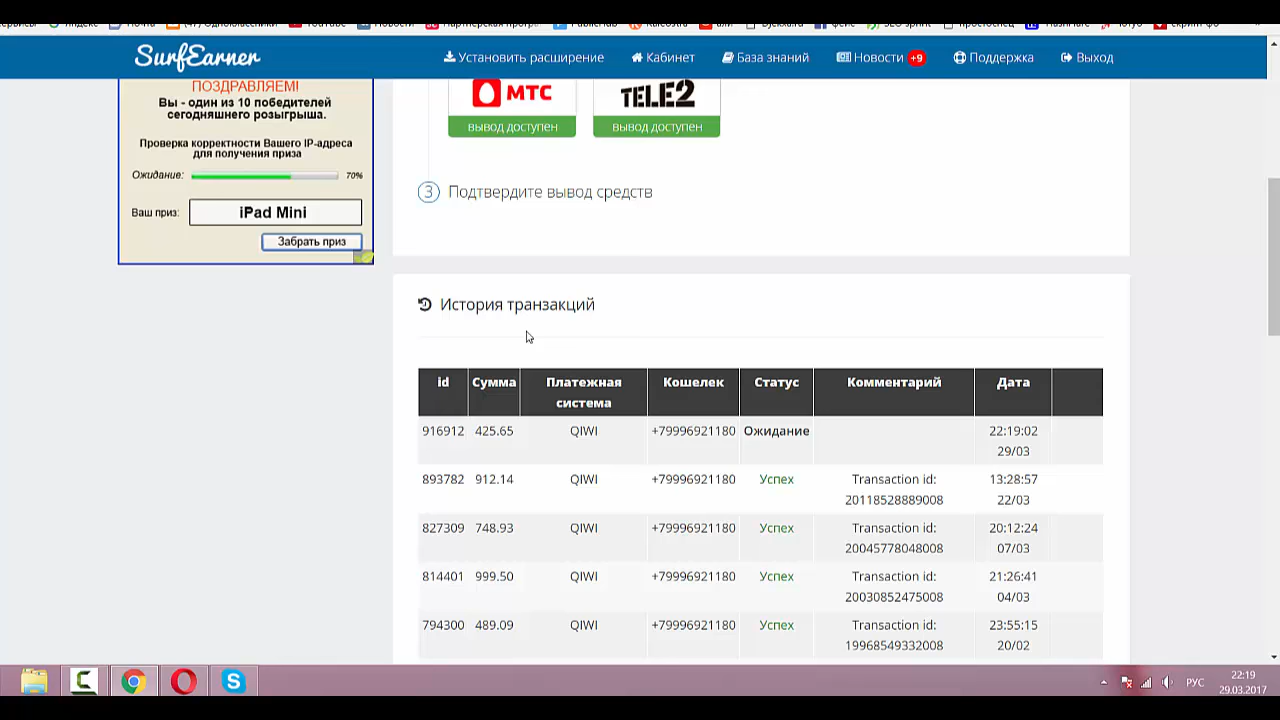 Почта
(47) Одноклассники
YouTube
Новости
SurfEarner
Установить расширение
Кабинет
База знаний
Новости +9
Поддержка
Выход
ПОЗДРАВЛЯЕМ!
Вы - один из 10 победителей
сегодняшнего розыгрыша.
Проверка корректности Вашего IP-адреса
для получения приза
Ожидание: 70%
Ваш приз: iPad Mini
Забрать приз
МТС
TELE2
вывод доступен
вывод доступен
3 Подтвердите вывод средств
История транзакций
id Сумма Платежная система Кошелек Статус Комментарий Дата
916912 425.65 QIWI +79996921180 Ожидание 22:19:02
29/03
893782 912.14 QIWI +79996921180 Успех Transaction id: 13:28:57
20118528889008 22/03
827309 748.93 QIWI +79996921180 Успех Transaction id: 20:12:24
20045778048008 07/03
814401 999.50 QIWI +79996921180 Успех Transaction id: 21:26:41
20030852475008 04/03
794300 489.09 QIWI +79996921180 Успех Transaction id: 23:55:15
19968549332008 20/02
РУС
22:19
29.03.2017